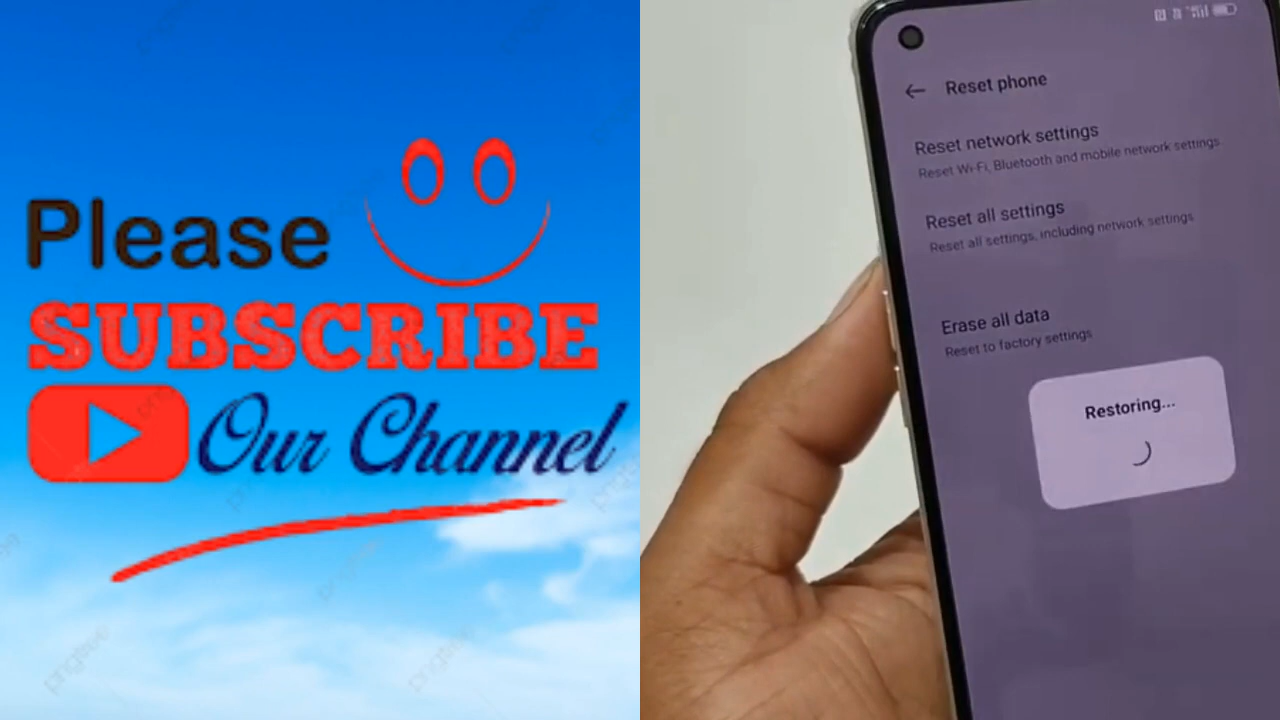 Please
SUBSCRIBE
Our Channel
Reset phone
Reset network settings
Reset Wi-Fi, Bluetooth and mobile network settings
Reset all settings
Reset all settings, including network settings
Erase all data
Reset to factory settings
Restoring...